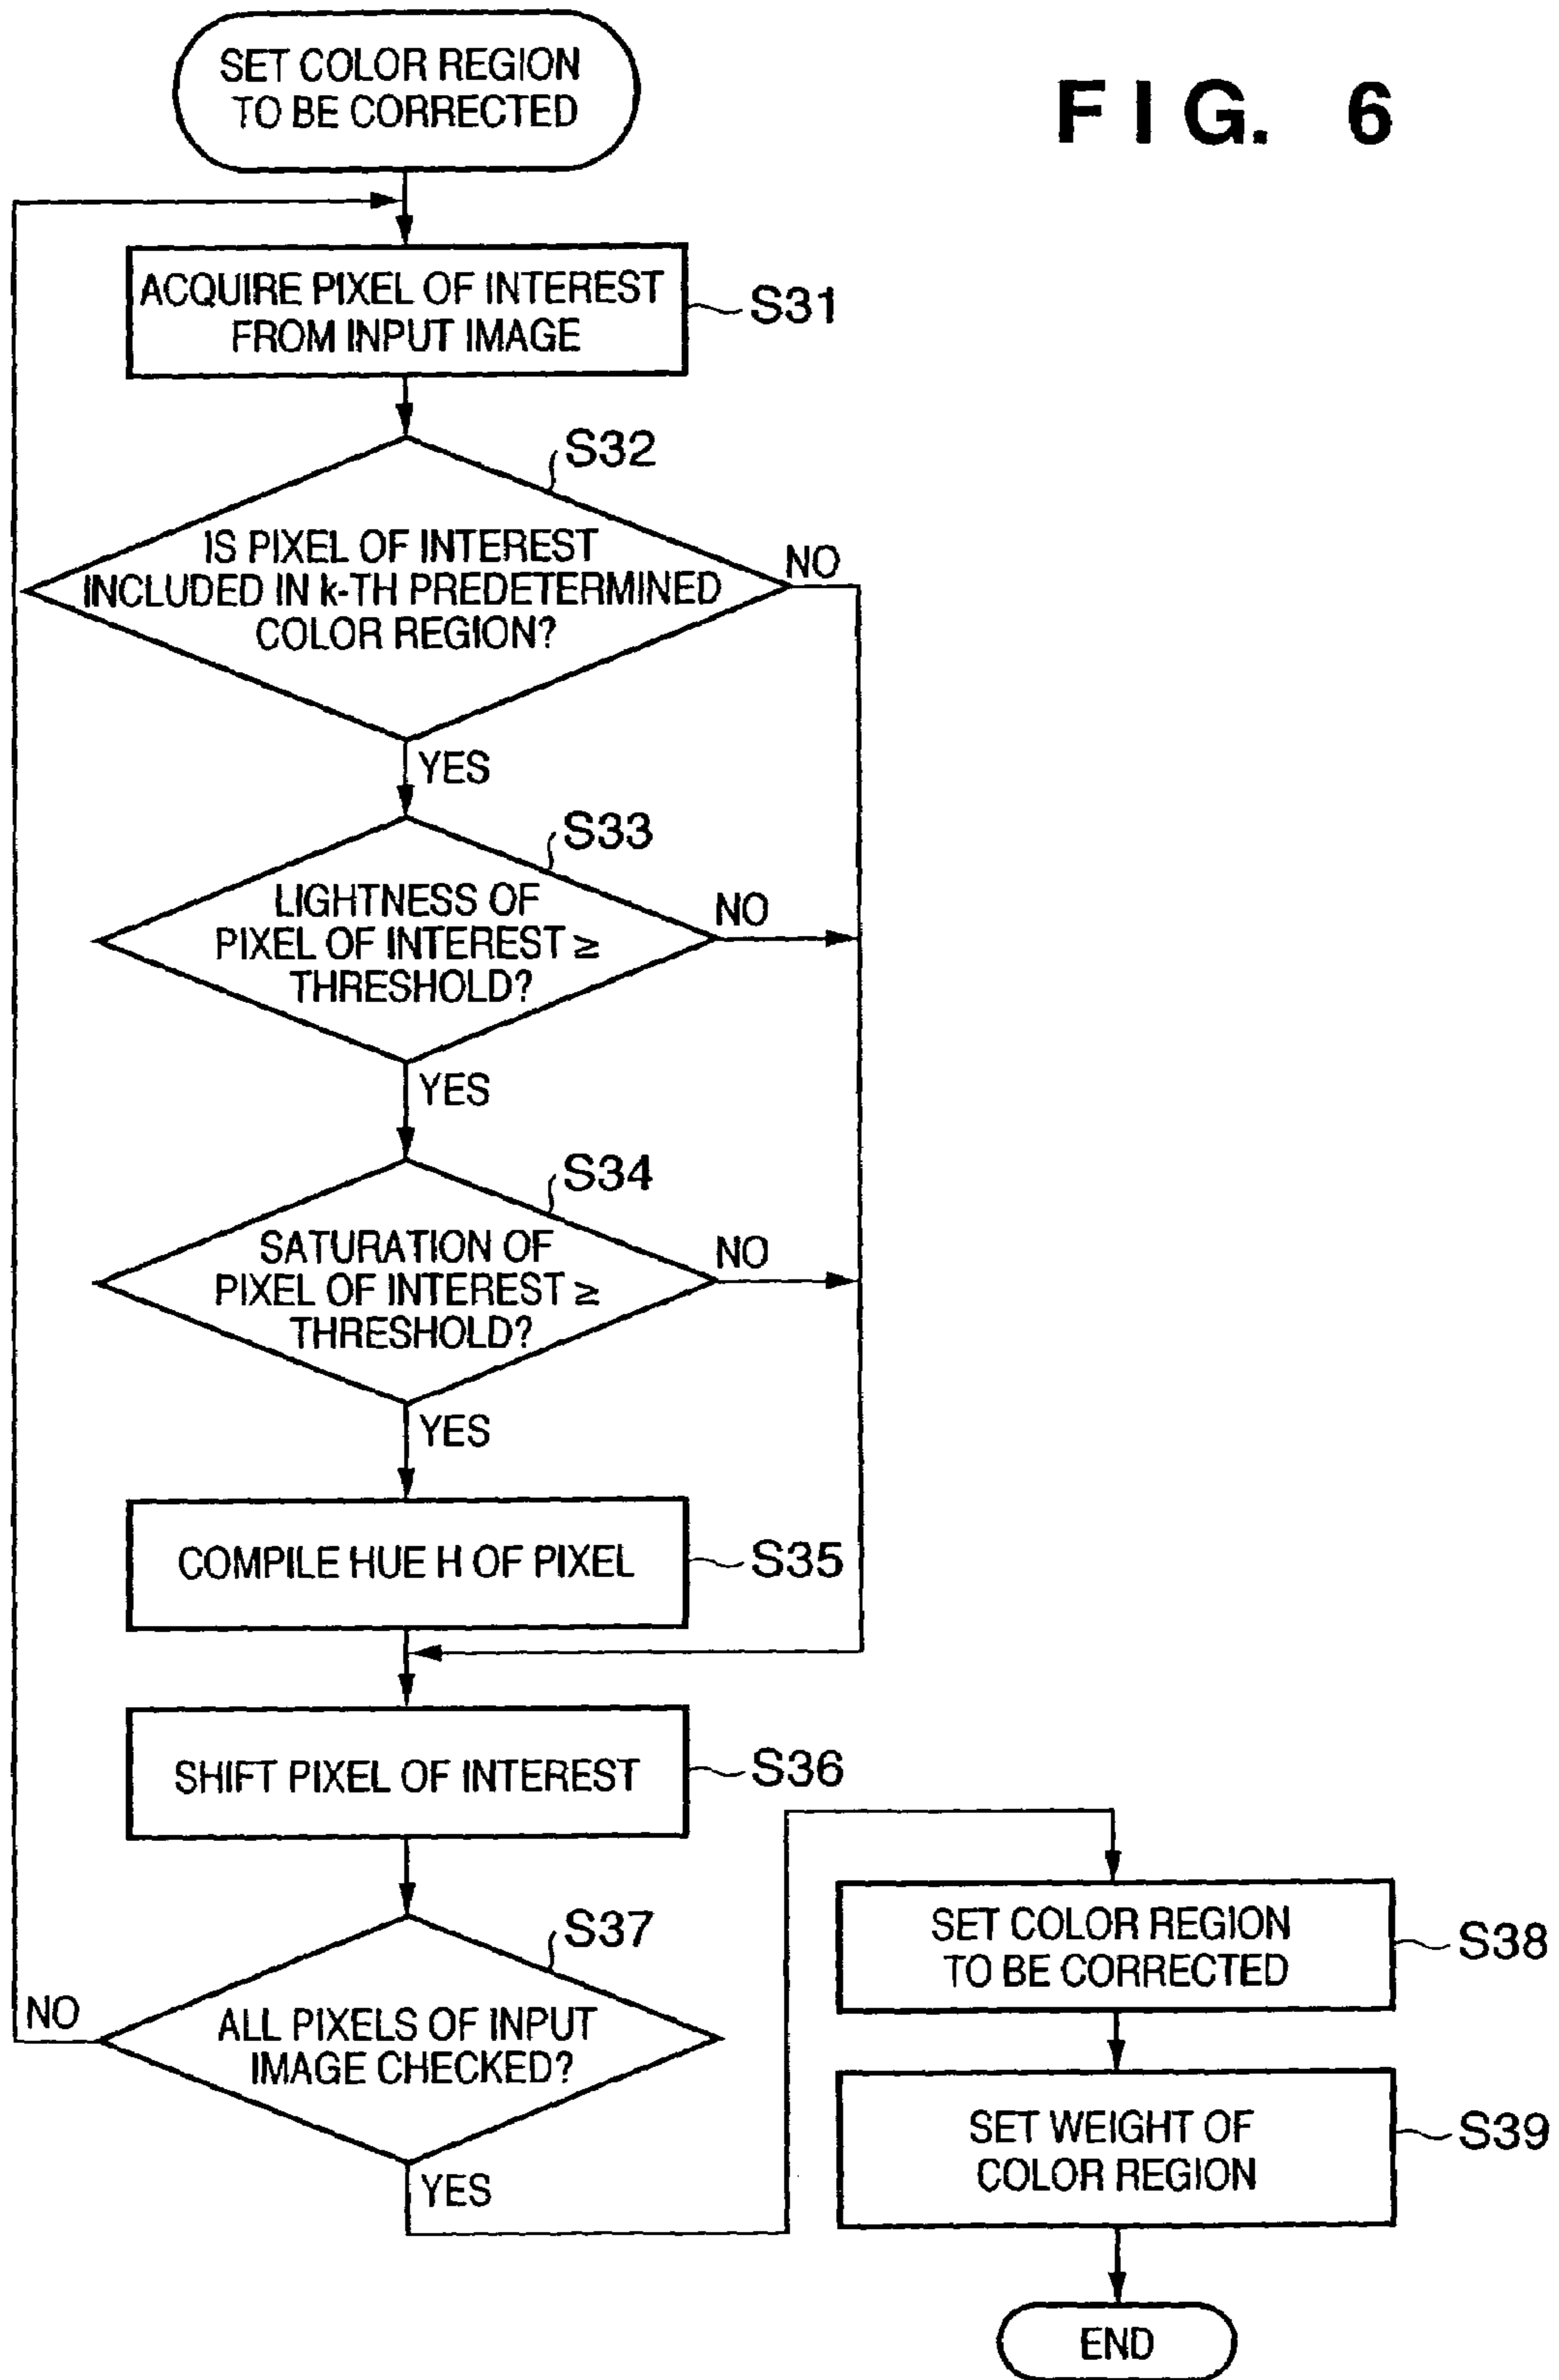 SET COLOR REGION
TO BE CORRECTED
FIG. 6
ACQUIRE PIXEL OF INTEREST
FROM INPUT IMAGE
S31
S32
IS PIXEL OF INTEREST
INCLUDED IN k-TH PREDETERMINED
COLOR REGION?
NO
YES
S33
LIGHTNESS OF
PIXEL OF INTEREST ≥
THRESHOLD?
NO
YES
S34
SATURATION OF
PIXEL OF INTEREST ≥
THRESHOLD?
NO
YES
COMPILE HUE H OF PIXEL
S35
SHIFT PIXEL OF INTEREST
S36
S37
ALL PIXELS OF INPUT
IMAGE CHECKED?
NO
YES
SET COLOR REGION
TO BE CORRECTED
S38
SET WEIGHT OF
COLOR REGION
S39
END